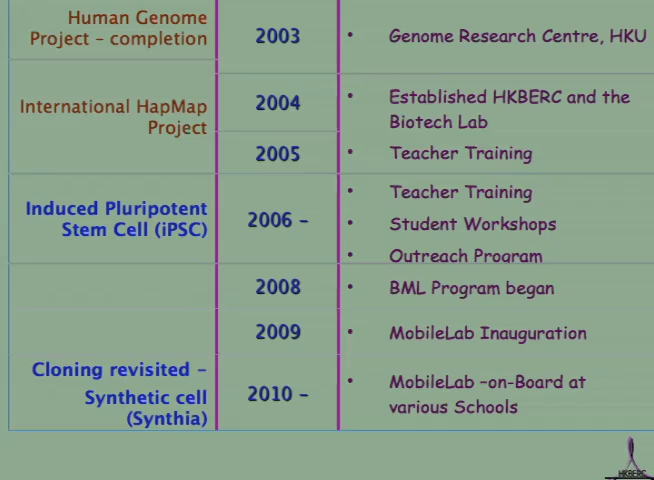 Human Genome
Project – completion
2003
• Genome Research Centre, HKU
International HapMap
Project
2004
• Established HKBERC and the
Biotech Lab
2005
• Teacher Training
Induced Pluripotent
Stem Cell (iPSC)
2006 –
• Teacher Training
• Student Workshops
• Outreach Program
2008
• BML Program began
2009
• MobileLab Inauguration
Cloning revisited –
Synthetic cell
(Synthia)
2010 –
• MobileLab –on-Board at
various Schools
HKBERC